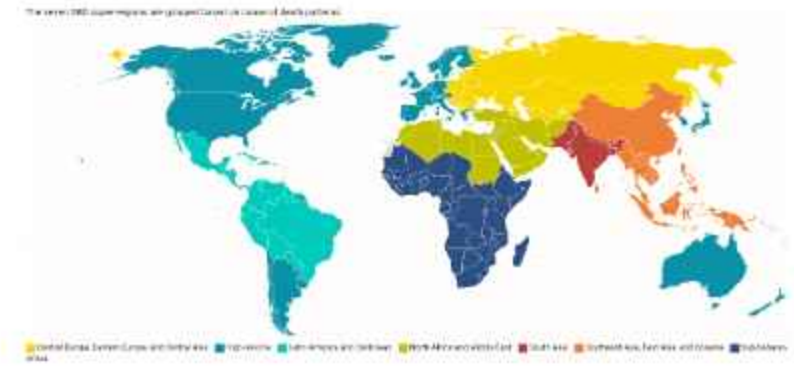 The seven GBD super-regions are grouped based on cause of death patterns
Central Europe, Eastern Europe, and Central Asia High-income Latin America and Caribbean North Africa and Middle East South Asia Southeast Asia, East Asia, and Oceania Sub-Saharan
Africa